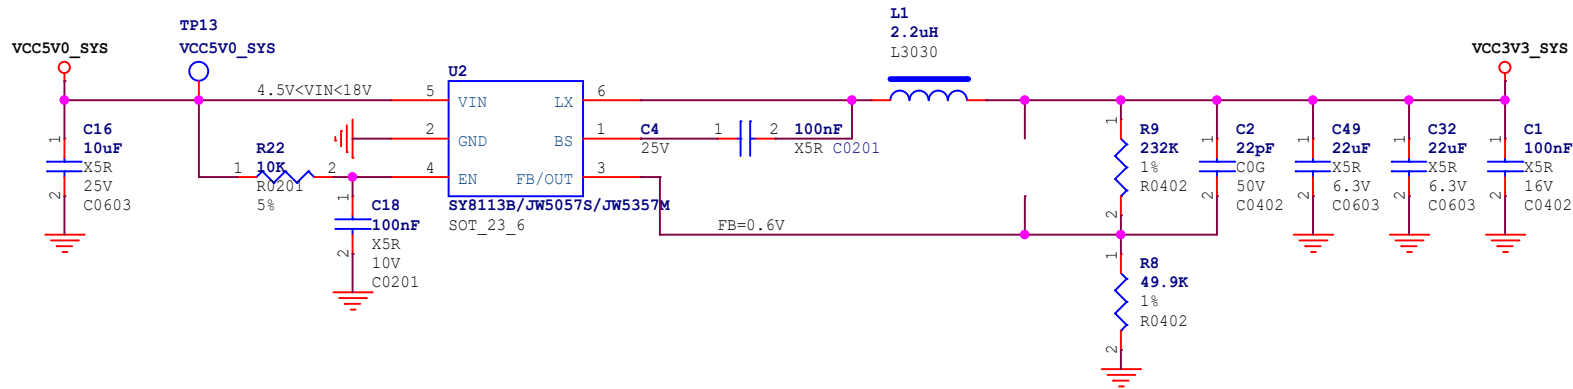 VCC5V0_SYS
TP13
VCC5V0_SYS
4.5V<VIN<18V
1
C16
10uF
X5R
25V
C0603
2
R22
1
10K
2
R0201
5%
1
C18
100nF
X5R
10V
C0201
2
U2
5
VIN
LX
6
2
GND
BS
1
4
EN
FB/OUT
3
SY8113B/JW5057S/JW5357M
SOT_23_6
C4
25V
1
2
100nF
X5R C0201
L1
2.2uH
L3030
FB=0.6V
1
R9
232K
1%
R0402
2
1
R8
49.9K
1%
R0402
2
C2
22pF
C0G
50V
C0402
1
C49
22uF
X5R
6.3V
C0603
2
1
C32
22uF
X5R
6.3V
C0603
2
VCC3V3_SYS
1
C1
100nF
X5R
16V
C0402
2